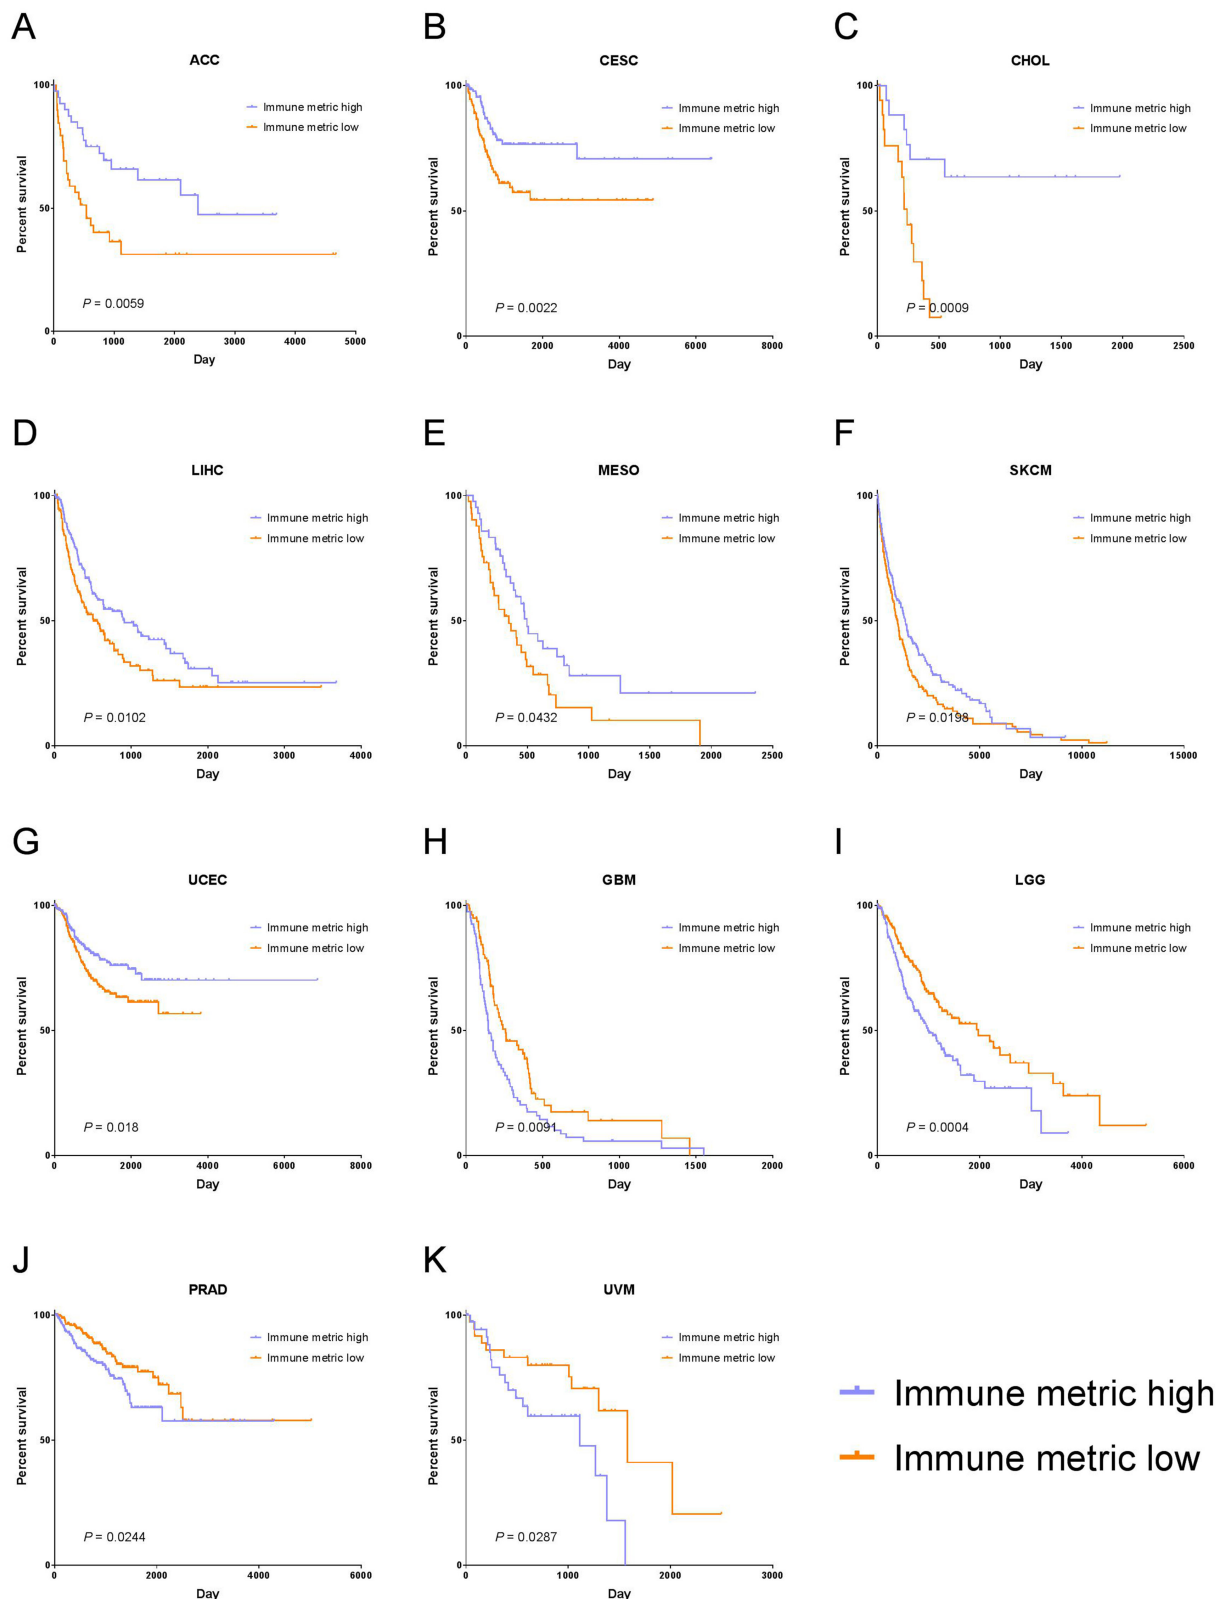 A
ACC
100
50
0
Percent survival
Immune metric high
Immune metric low
P = 0.0059
0 1000 2000 3000 4000 5000
Day
B
CESC
100
50
0
Percent survival
Immune metric high
Immune metric low
P = 0.0022
0 2000 4000 6000 8000
Day
C
CHOL
100
50
0
Percent survival
Immune metric high
Immune metric low
P = 0.0009
0 500 1000 1500 2000 2500
Day
D
LIHC
100
50
0
Percent survival
Immune metric high
Immune metric low
P = 0.0102
0 1000 2000 3000 4000
Day
E
MESO
100
50
0
Percent survival
Immune metric high
Immune metric low
P = 0.0432
0 500 1000 1500 2000 2500
Day
F
SKCM
100
50
0
Percent survival
Immune metric high
Immune metric low
P = 0.0198
0 5000 10000 15000
Day
G
UCEC
100
50
0
Percent survival
Immune metric high
Immune metric low
P = 0.018
0 2000 4000 6000 8000
Day
H
GBM
100
50
0
Percent survival
Immune metric high
Immune metric low
P = 0.0091
0 500 1000 1500 2000
Day
I
LGG
100
50
0
Percent survival
Immune metric high
Immune metric low
P = 0.0004
0 2000 4000 6000
Day
J
PRAD
100
50
0
Percent survival
Immune metric high
Immune metric low
P = 0.0244
0 2000 4000 6000
Day
K
UVM
100
50
0
Percent survival
Immune metric high
Immune metric low
P = 0.0287
0 1000 2000 3000
Day
Immune metric high
Immune metric low